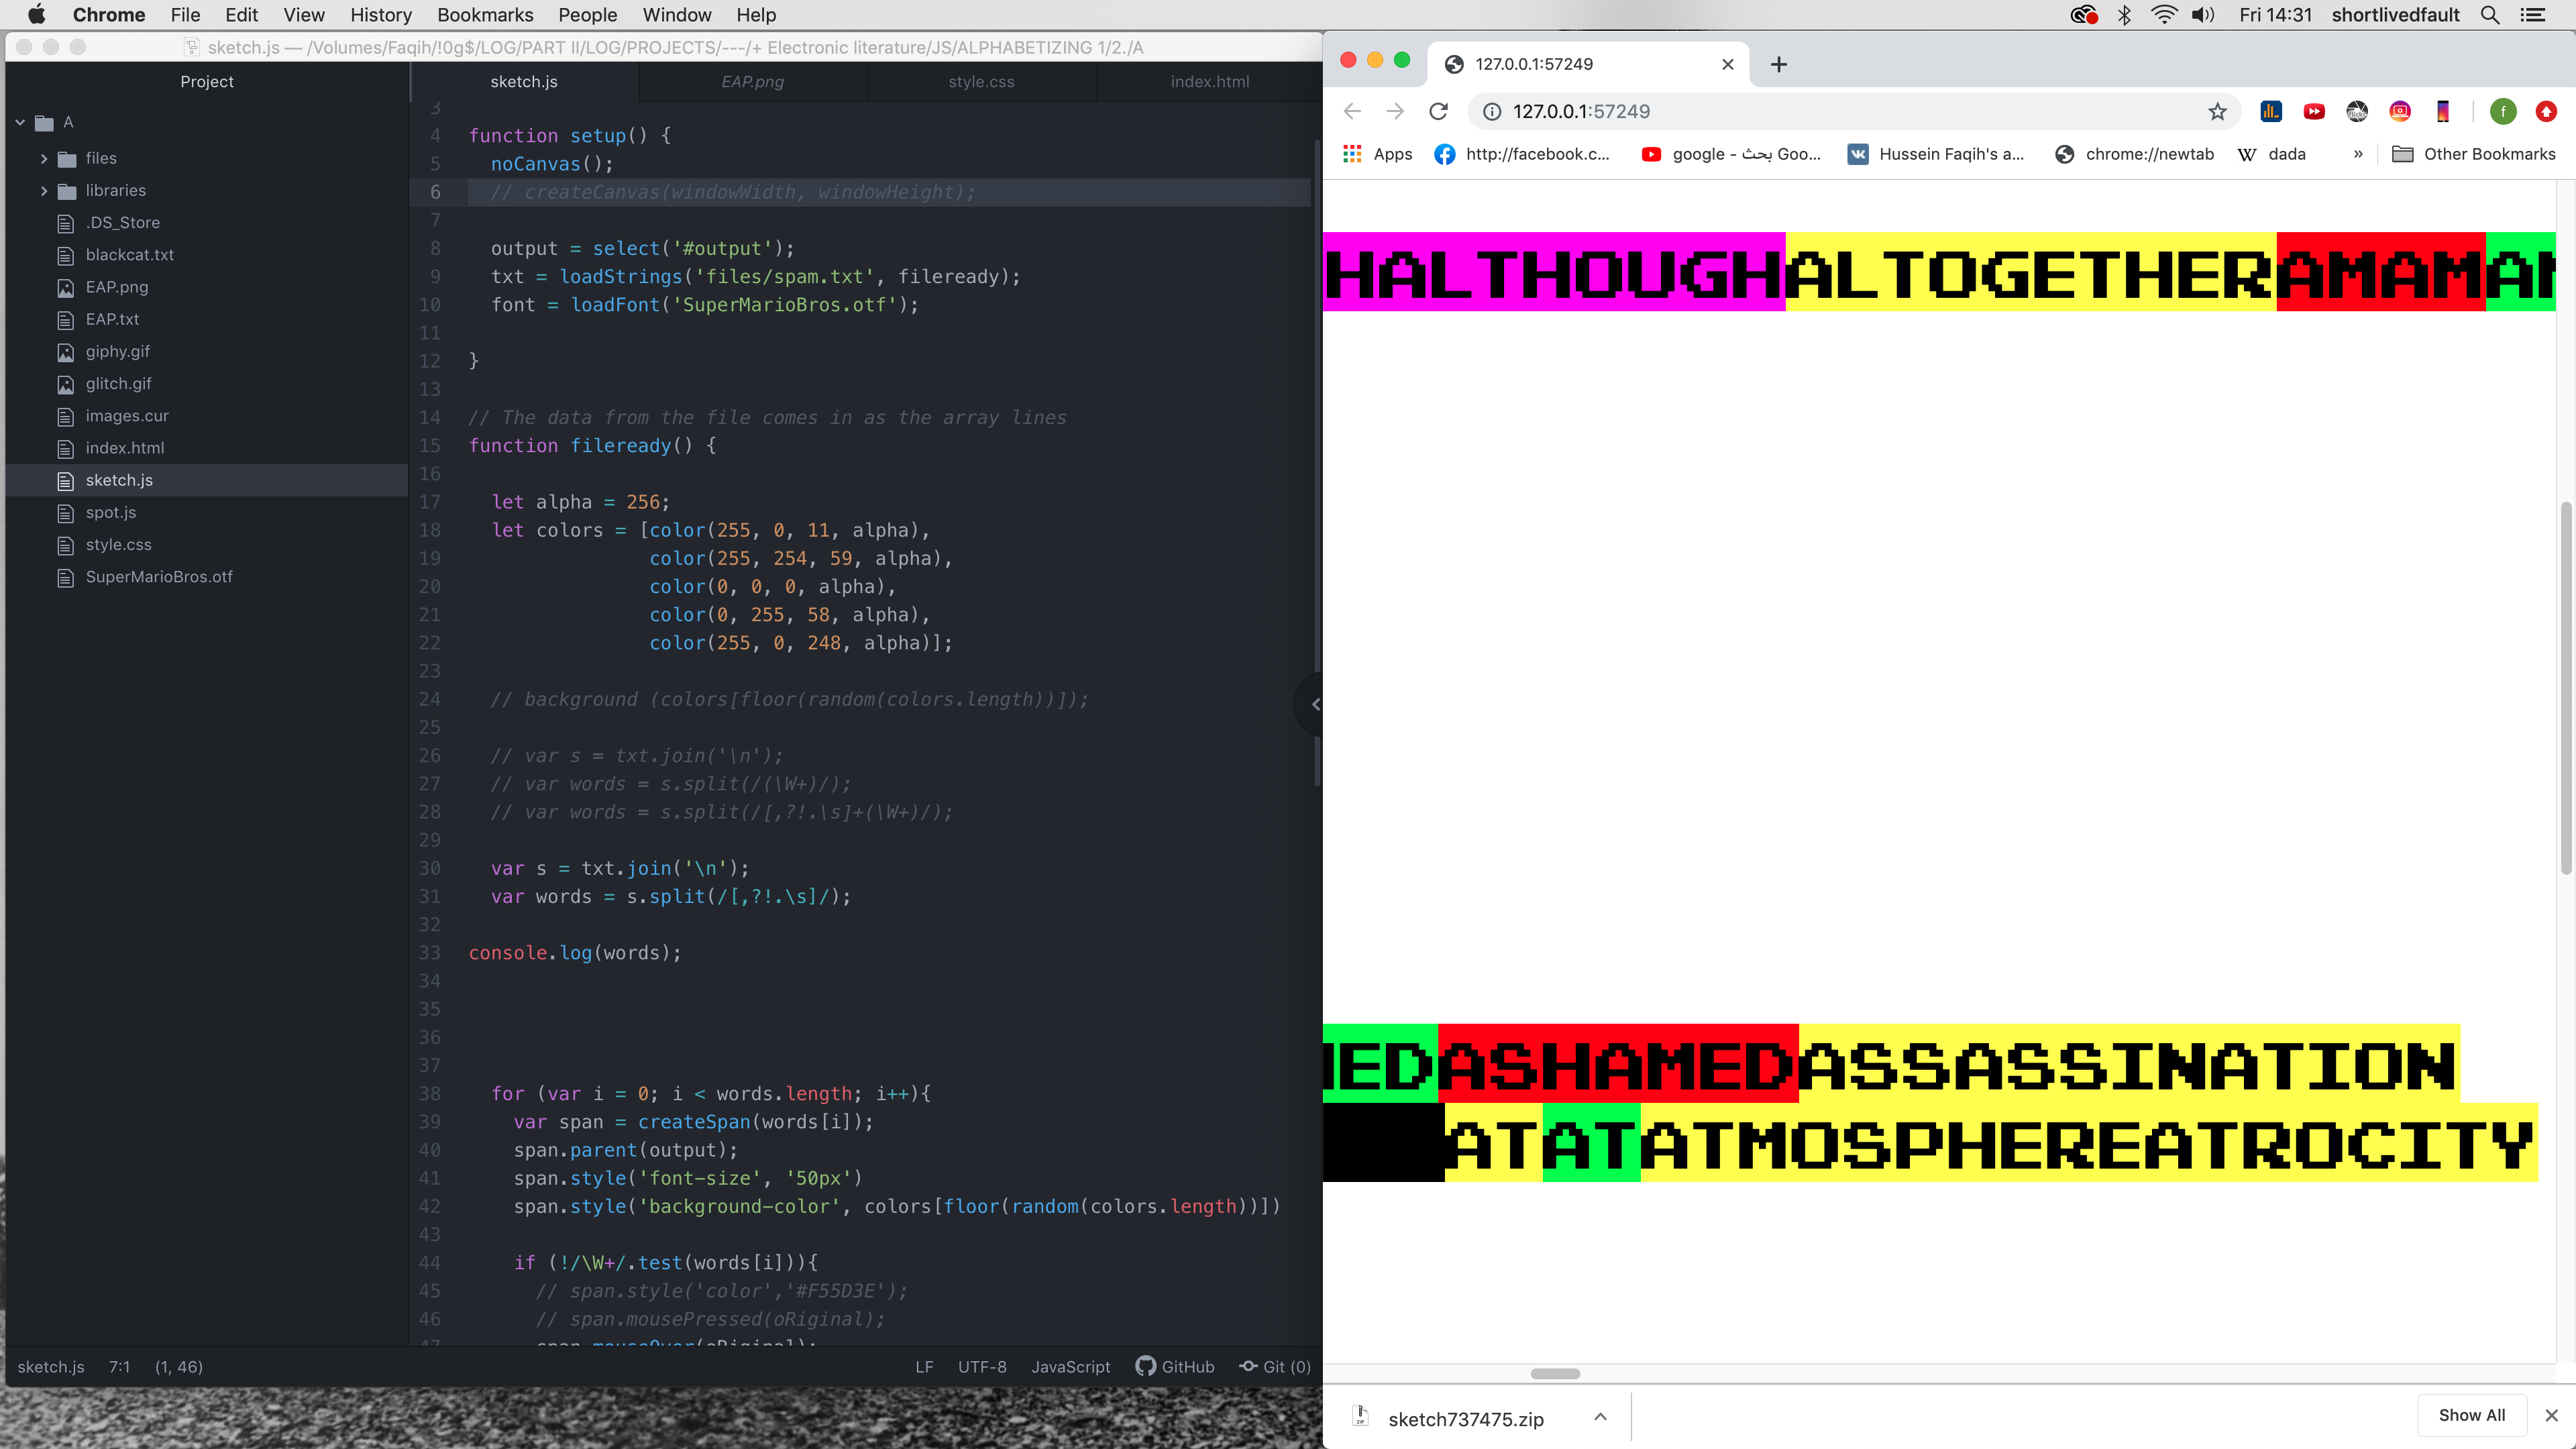 Chrome File Edit View History Bookmarks People Window Help
Fri 14:31 shortlivedfault
sketch.js — /Volumes/Faqih/!0g$/LOG/PART II/LOG/PROJECTS/---/+ Electronic literature/JS/ALPHABETIZING 1/2./A
Project
A
files
libraries
.DS_Store
blackcat.txt
EAP.png
EAP.txt
giphy.gif
glitch.gif
images.cur
index.html
sketch.js
spot.js
style.css
SuperMarioBros.otf
sketch.js EAP.png style.css index.html
3
4 function setup() {
5 noCanvas();
6 // createCanvas(windowWidth, windowHeight);
7
8 output = select('#output');
9 txt = loadStrings('files/spam.txt', fileready);
10 font = loadFont('SuperMarioBros.otf');
11
12 }
13
14 // The data from the file comes in as the array lines
15 function fileready() {
16
17 let alpha = 256;
18 let colors = [color(255, 0, 11, alpha),
19 color(255, 254, 59, alpha),
20 color(0, 0, 0, alpha),
21 color(0, 255, 58, alpha),
22 color(255, 0, 248, alpha)];
23
24 // background (colors[floor(random(colors.length))]);
25
26 // var s = txt.join('\n');
27 // var words = s.split(/(\W+)/);
28 // var words = s.split(/[,?!.\s]+(\W+)/);
29
30 var s = txt.join('\n');
31 var words = s.split(/[,?!.\s]/);
32
33 console.log(words);
34
35
36
37
38 for (var i = 0; i < words.length; i++){
39 var span = createSpan(words[i]);
40 span.parent(output);
41 span.style('font-size', '50px')
42 span.style('background-color', colors[floor(random(colors.length))])
43
44 if (!/\W+/.test(words[i])){
45 // span.style('color','#F55D3E');
46 // span.mousePressed(oRiginal);
47 span.mouseOver(oRiginal);
sketch.js 7:1 (1, 46)
LF UTF-8 JavaScript GitHub Git (0)
127.0.0.1:57249
127.0.0.1:57249
Apps http://facebook.c... google - بحث Goo... Hussein Faqih's a... chrome://newtab dada » Other Bookmarks
HALTHOUGHALTOGETHERAMAMAM
EDASHAMEDASSASSINATION
ATATATMOSPHEREATROCITY
sketch737475.zip
Show All